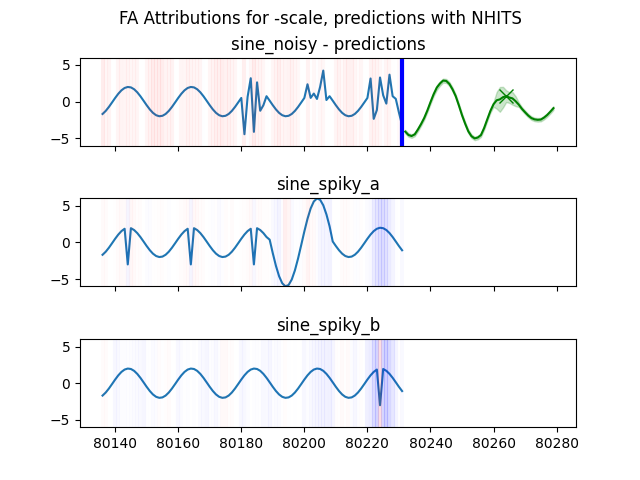 FA Attributions for -scale, predictions with NHITS
sine_noisy - predictions
5
0
−5
sine_spiky_a
5
0
−5
sine_spiky_b
5
0
−5
80140 80160 80180 80200 80220 80240 80260 80280